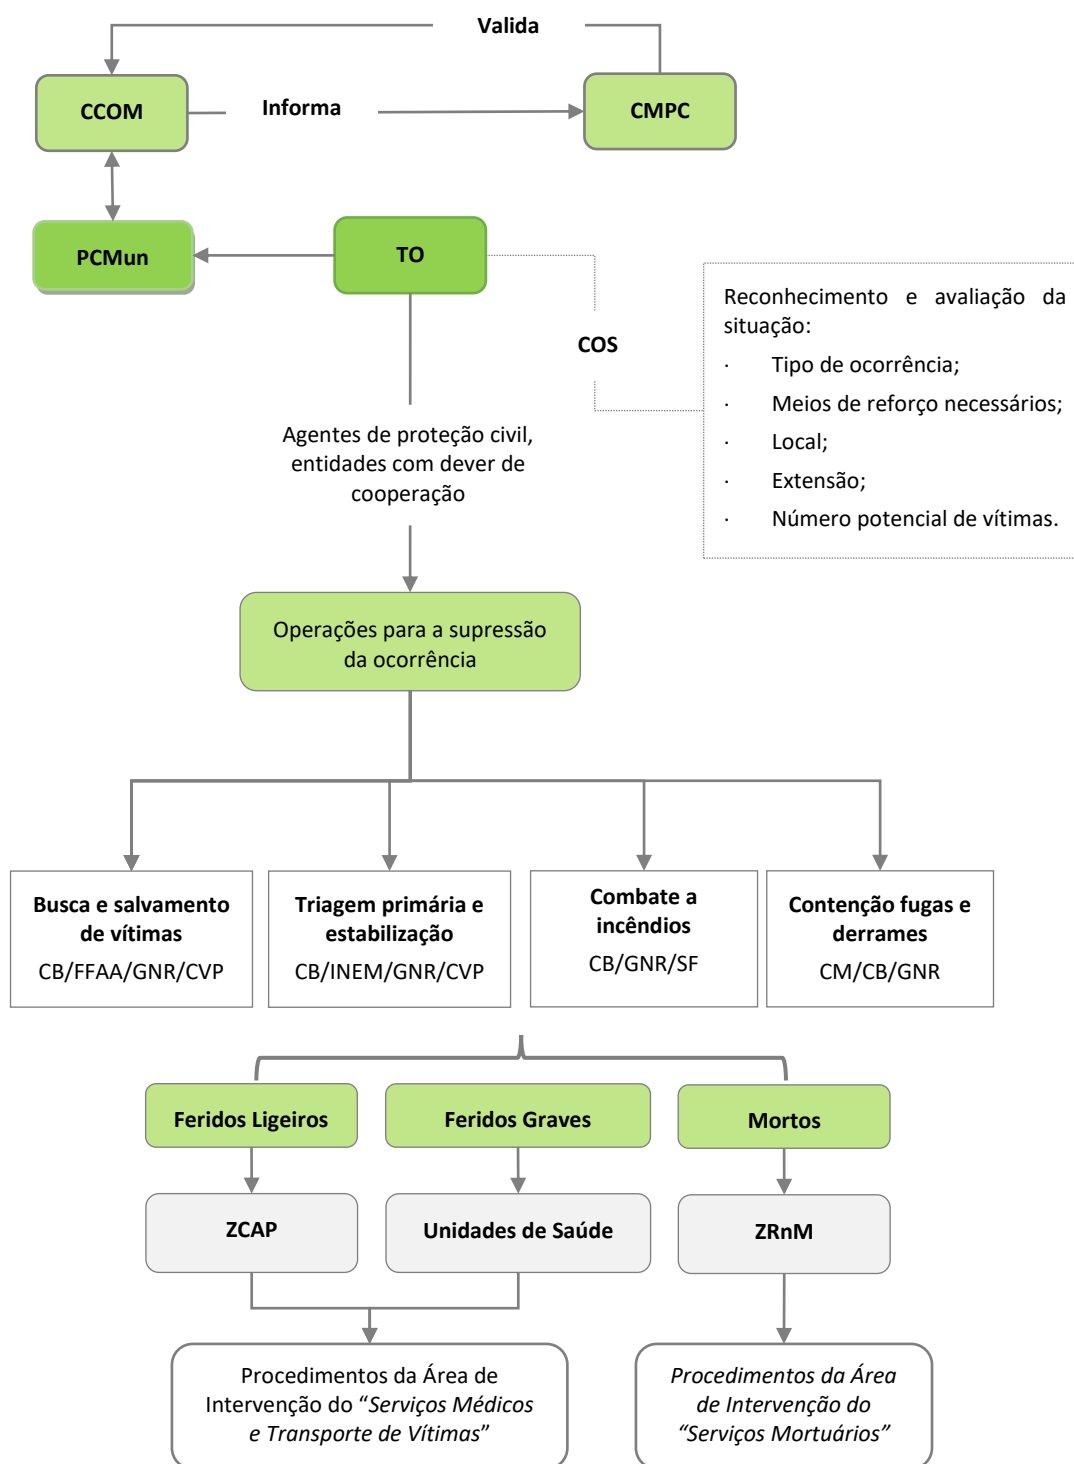 Valida
CCOM
Informa
CMPC
PCMun
TO
COS
Reconhecimento e avaliação da
situação:
· Tipo de ocorrência;
· Meios de reforço necessários;
· Local;
· Extensão;
· Número potencial de vítimas.
Agentes de proteção civil,
entidades com dever de
cooperação
Operações para a supressão
da ocorrência
Busca e salvamento
de vítimas
CB/FFAA/GNR/CVP
Triagem primária e
estabilização
CB/INEM/GNR/CVP
Combate a
incêndios
CB/GNR/SF
Contenção fugas e
derrames
CM/CB/GNR
Feridos Ligeiros
Feridos Graves
Mortos
ZCAP
Unidades de Saúde
ZRnM
Procedimentos da Área de
Intervenção do “Serviços Médicos
e Transporte de Vítimas”
Procedimentos da Área
de Intervenção do
“Serviços Mortuários”